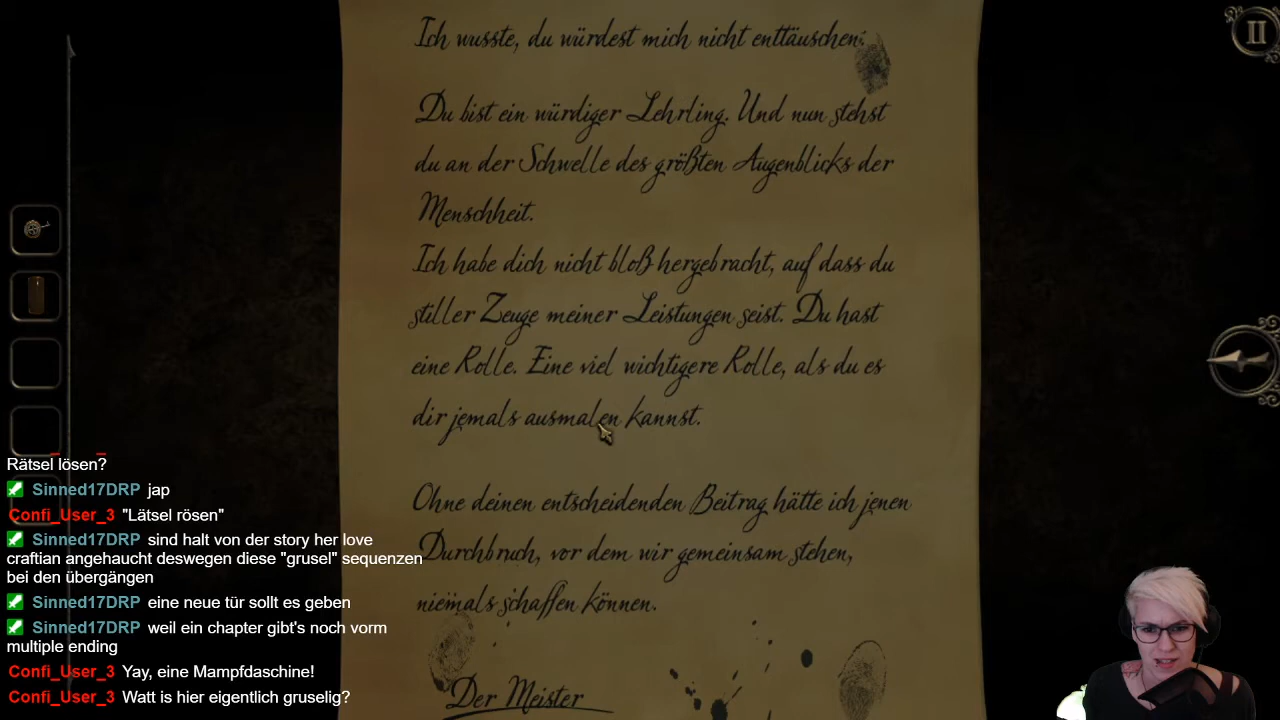 Ich wusste, du würdest mich nicht enttäuschen.
Du bist ein würdiger Lehrling. Und nun stehst
du an der Schwelle des größten Augenblicks der
Menschheit.
Ich habe dich nicht bloß hergebracht, auf dass du
stiller Zeuge meiner Leistungen seist. Du hast
eine Rolle. Eine viel wichtigere Rolle, als du es
dir jemals ausmalen kannst.
Ohne deinen entscheidenden Beitrag hätte ich jenen
Durchbruch, vor dem wir gemeinsam stehen,
niemals schaffen können.
Der Meister
Rätsel lösen?
Sinned17DRP jap
Confi_User_3 "Lätsel rösen"
Sinned17DRP sind halt von der story her love
craftian angehaucht deswegen diese "grusel" sequenzen
bei den übergängen
Sinned17DRP eine neue tür sollt es geben
Sinned17DRP weil ein chapter gibt's noch vorm
multiple ending
Confi_User_3 Yay, eine Mampfdaschine!
Confi_User_3 Watt is hier eigentlich gruselig?